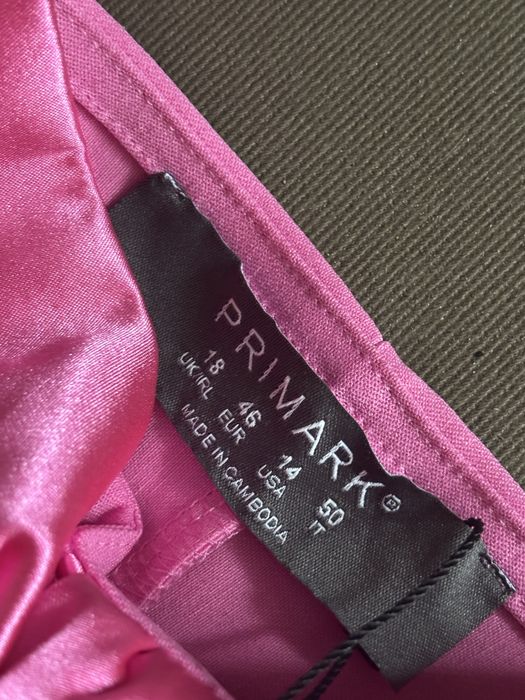 PRIMARK®
18 46 14 50
UK/IRL EUR USA IT
MADE IN CAMBODIA